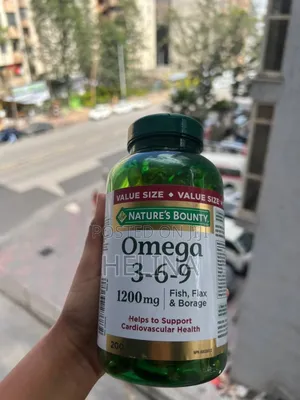 VALUE SIZE • VALUE SIZE
NATURE'S BOUNTY
POSTED ON
HELINA
Omega
3-6-9
1200mg
Fish, Flax
& Borage
Helps to Support
Cardiovascular Health
200